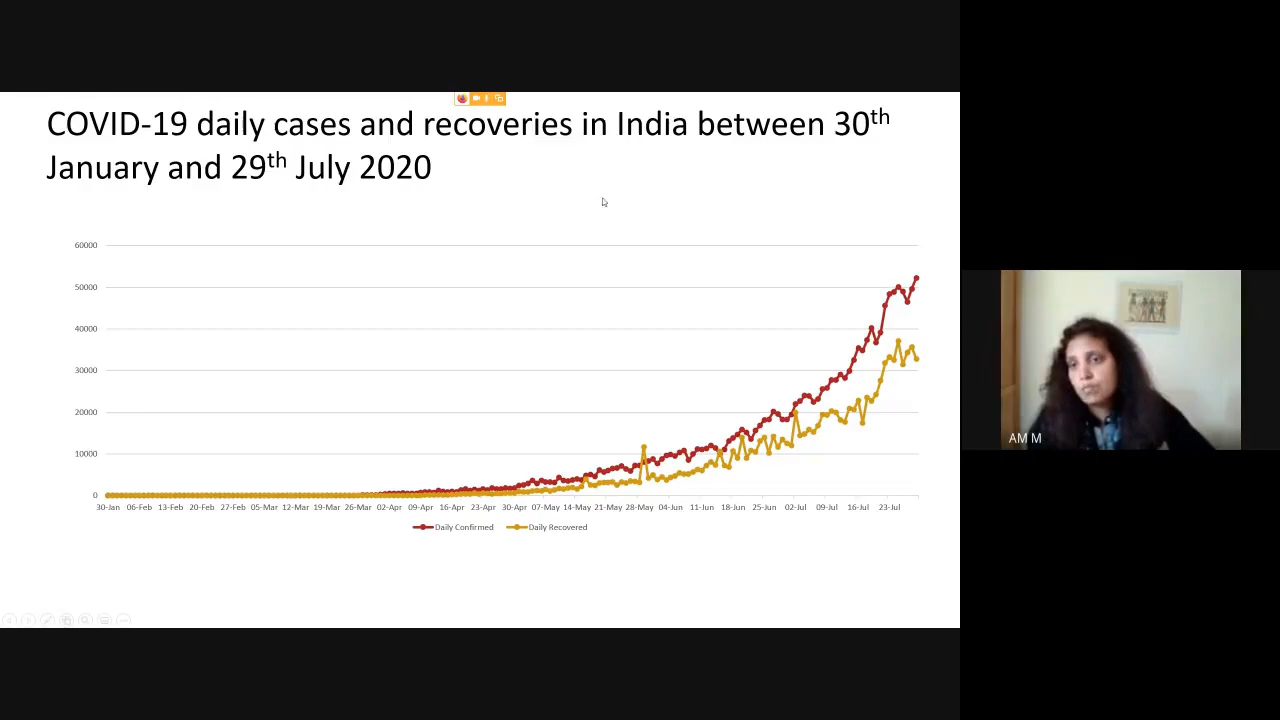 COVID-19 daily cases and recoveries in India between 30th
January and 29th July 2020
60000
50000
40000
30000
20000
10000
0
30-Jan 06-Feb 13-Feb 20-Feb 27-Feb 05-Mar 12-Mar 19-Mar 26-Mar 02-Apr 09-Apr 16-Apr 23-Apr 30-Apr 07-May 14-May 21-May 28-May 04-Jun 11-Jun 18-Jun 25-Jun 02-Jul 09-Jul 16-Jul 23-Jul
Daily Confirmed Daily Recovered
AM M